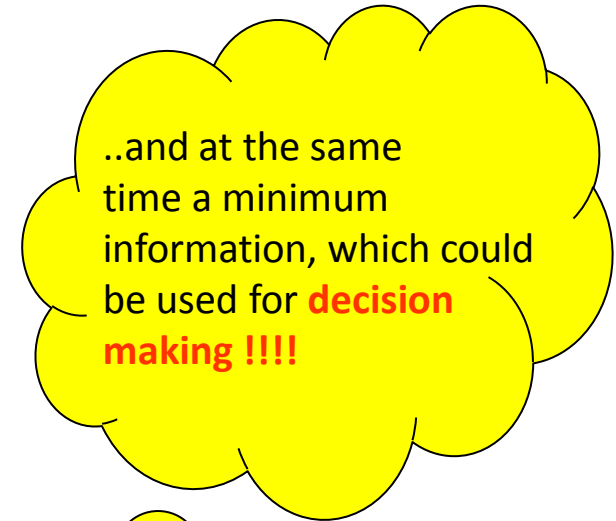 ..and at the same
time a minimum
information, which could
be used for decision
making !!!!